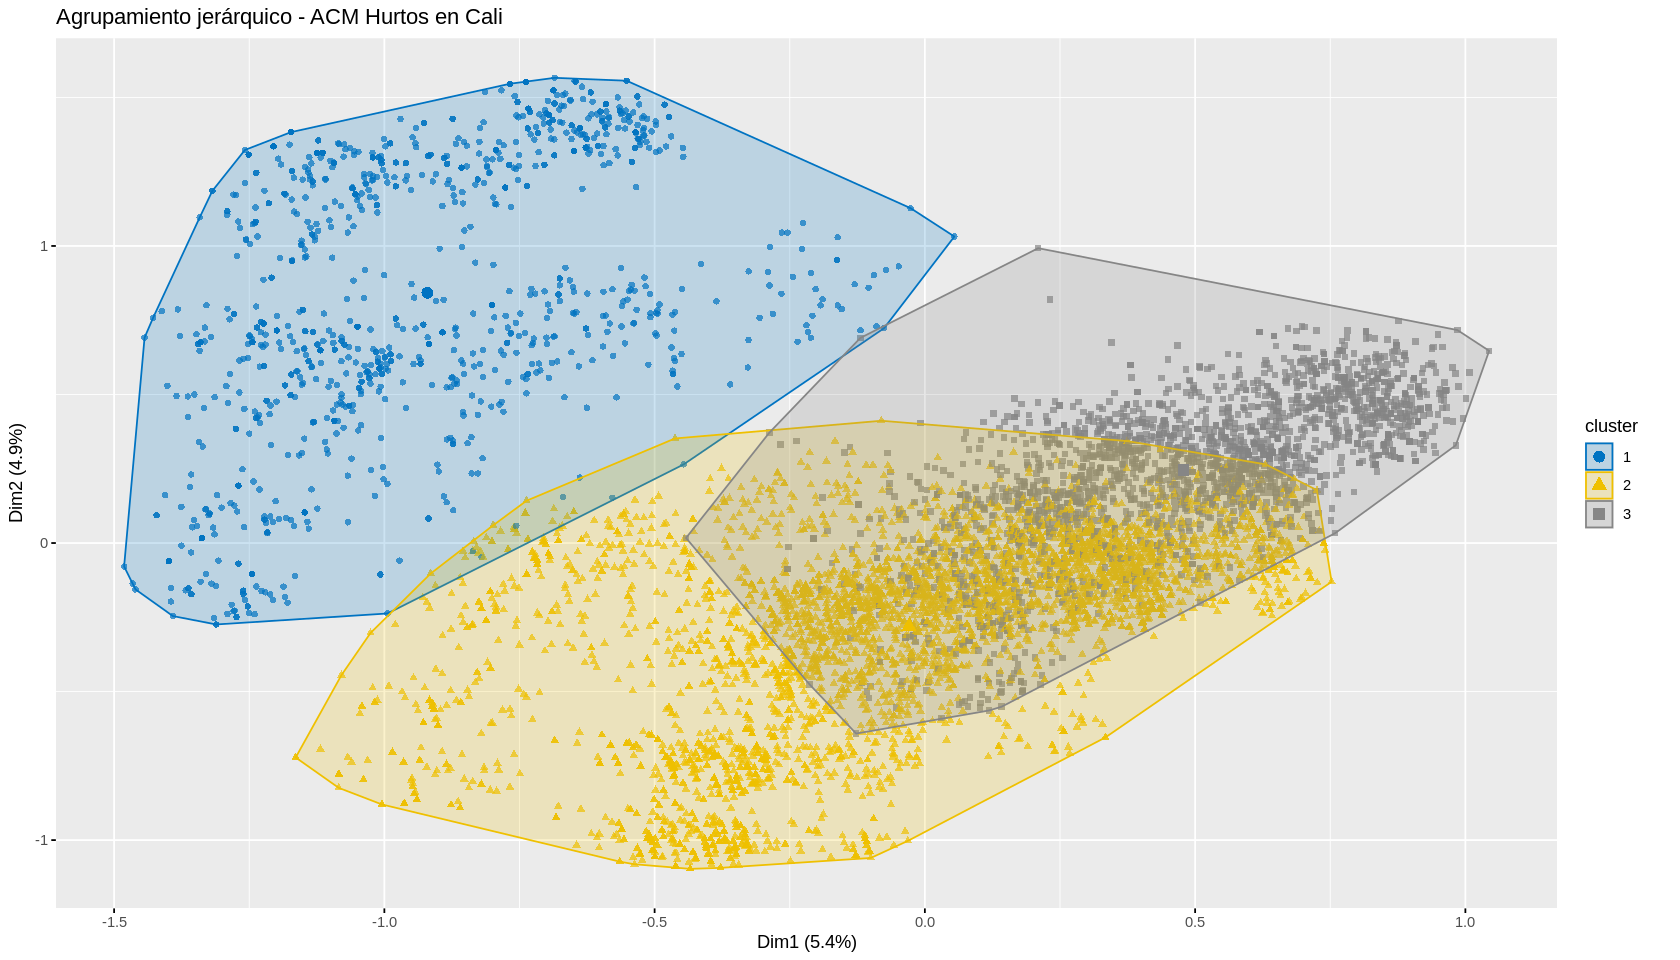 Agrupamiento jerárquico - ACM Hurtos en Cali
Dim2 (4.9%)
1
0
-1
-1.5 -1.0 -0.5 0.0 0.5 1.0
Dim1 (5.4%)
cluster
1
2
3